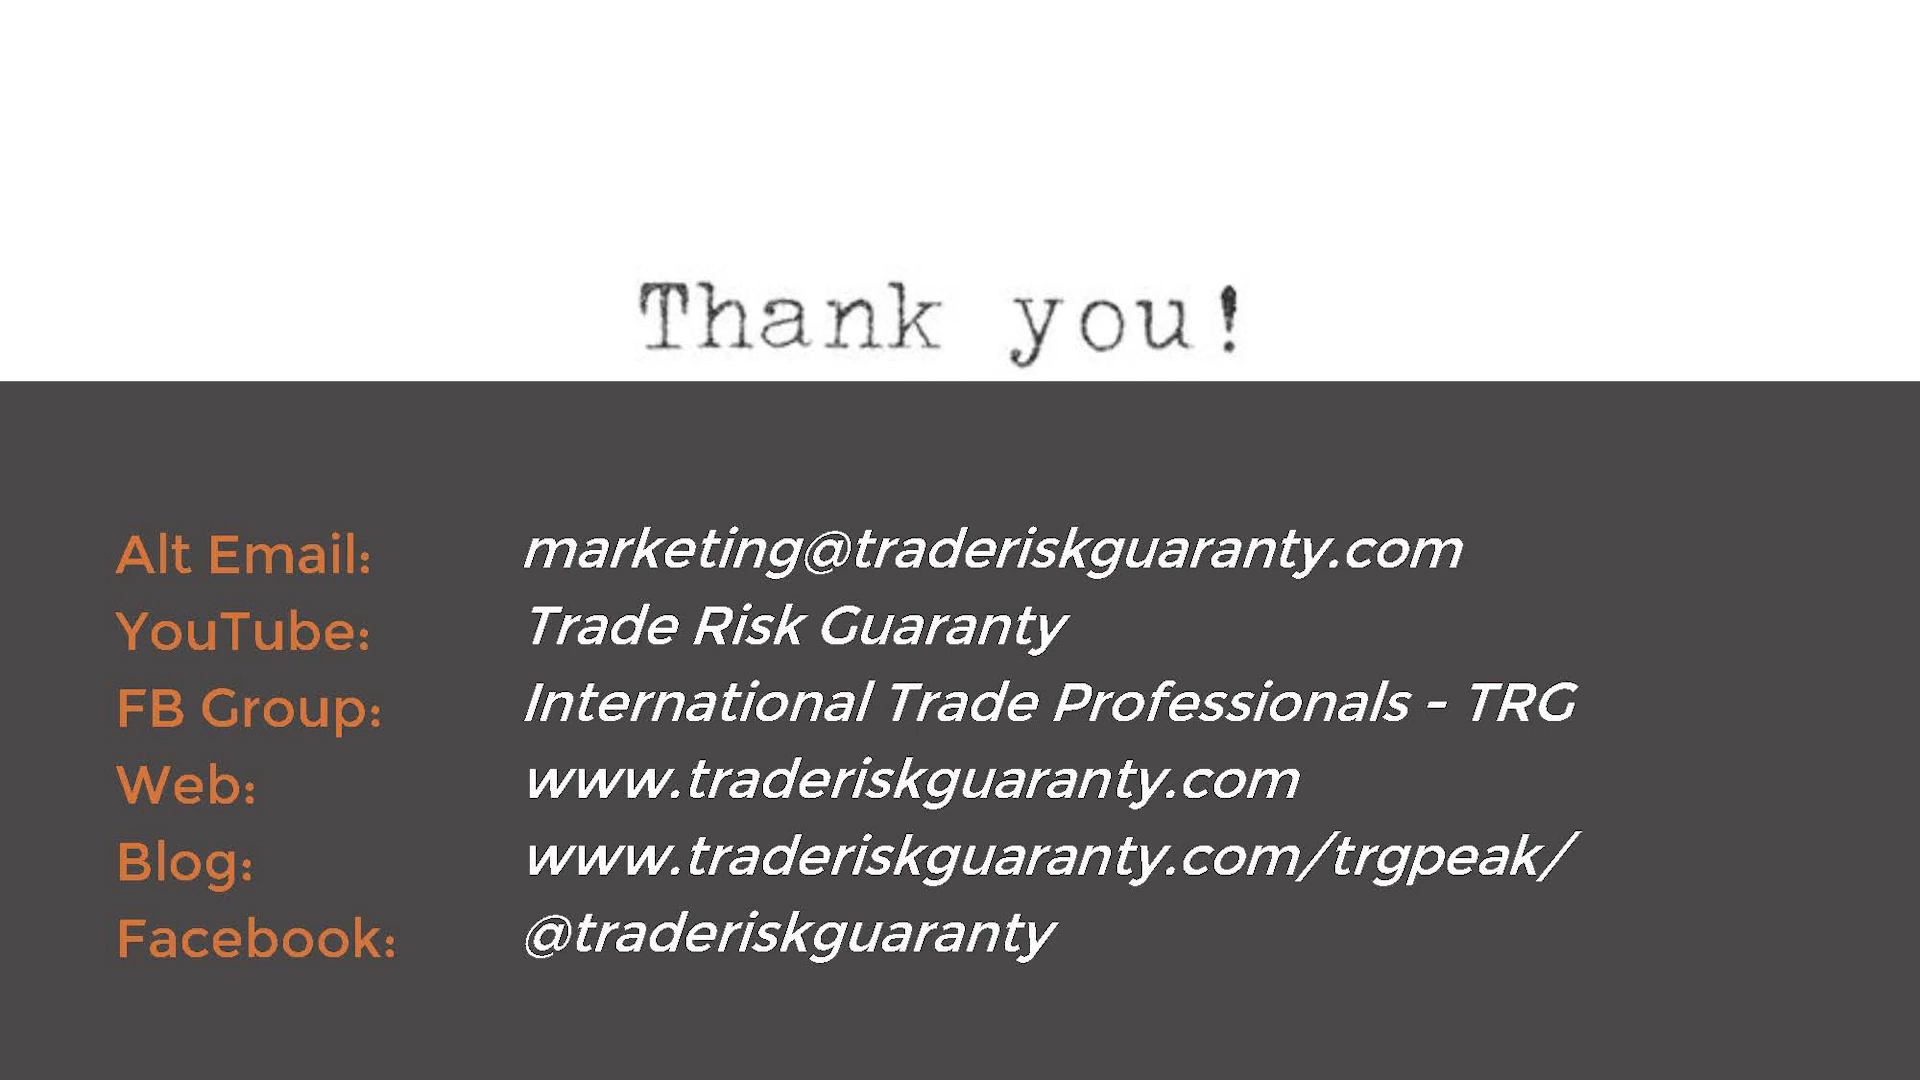 Thank you!
Alt Email: marketing@traderiskguaranty.com
YouTube: Trade Risk Guaranty
FB Group: International Trade Professionals - TRG
Web: www.traderiskguaranty.com
Blog: www.traderiskguaranty.com/trgpeak/
Facebook: @traderiskguaranty